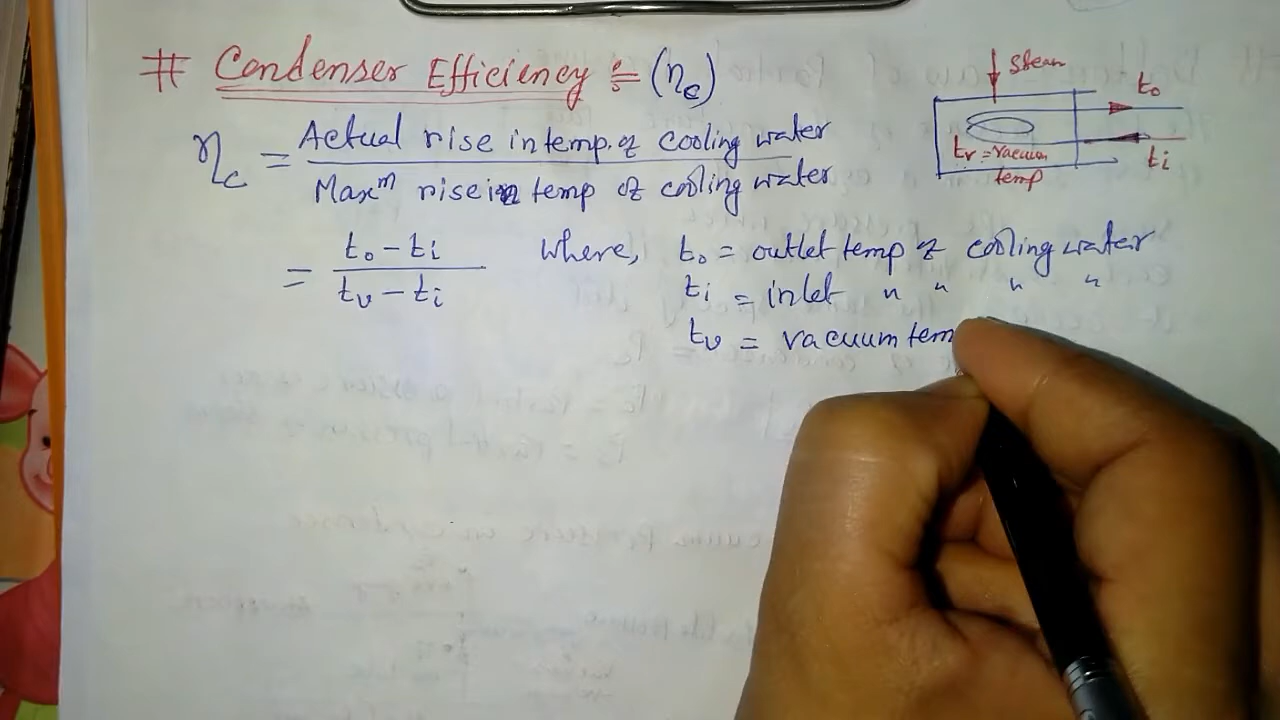 # Condenser Efficiency :- (ηc)
ηc = Actual rise in temp. of cooling water
Maxᵐ rise in temp of cooling water
= to - ti
tv - ti
where, to = outlet temp of cooling water
ti = inlet " " " "
tv = vacuum tem
steam
to
tv = vacuum
temp
ti